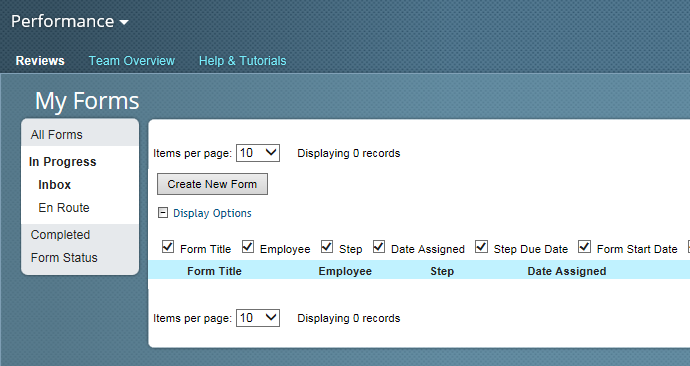 Performance
Reviews Team Overview Help & Tutorials
My Forms
All Forms
In Progress
Inbox
En Route
Completed
Form Status
Items per page: 10 Displaying 0 records
Create New Form
Display Options
Form Title Employee Step Date Assigned Step Due Date Form Start Date
Form Title Employee Step Date Assigned
Items per page: 10 Displaying 0 records